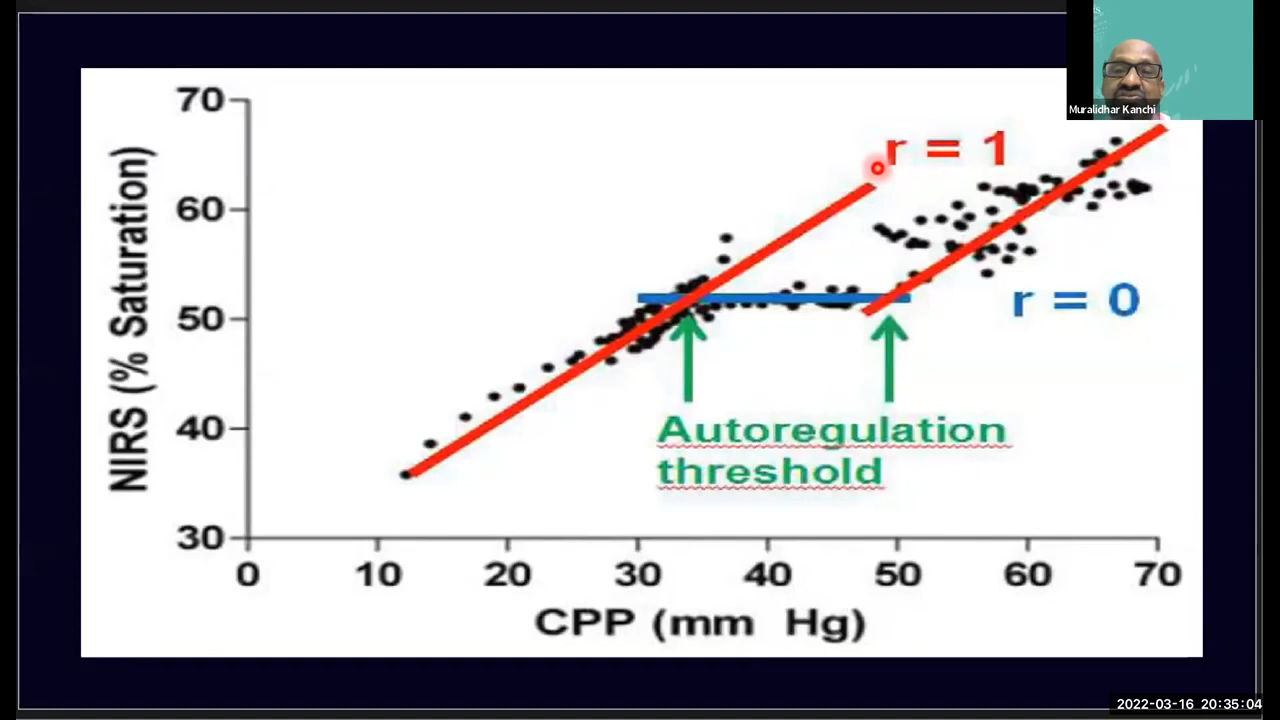 Muralidhar Kanchi
70
60
50
40
30
NIRS (% Saturation)
r = 1
r = 0
Autoregulation
threshold
0 10 20 30 40 50 60 70
CPP (mm Hg)
2022-03-16 20:35:04